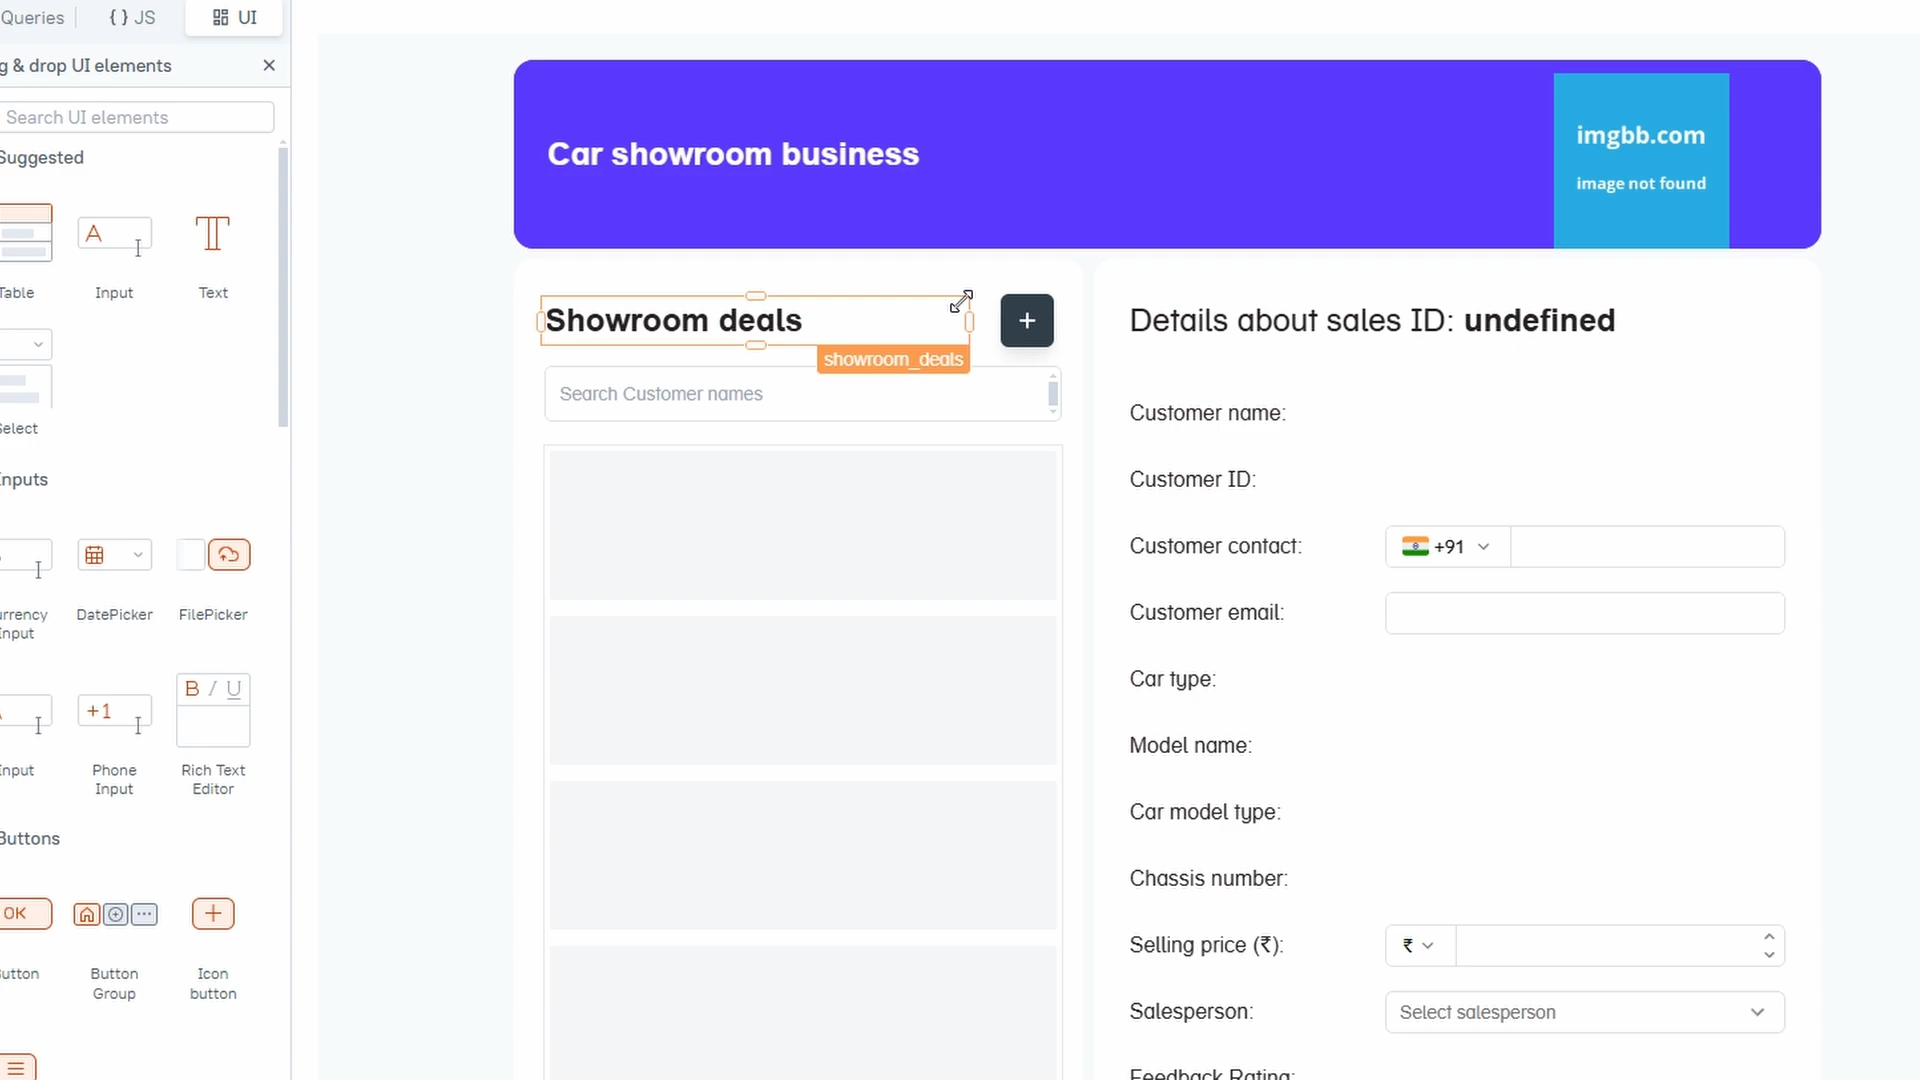 Queries
{ } JS
UI
g & drop UI elements
Search UI elements
Suggested
Table
Input
Text
Select
Inputs
urrency Input
DatePicker
FilePicker
+1
B / U
nput
Phone Input
Rich Text Editor
Buttons
OK
utton
Button Group
Icon button
Car showroom business
imgbb.com
image not found
Showroom deals
showroom_deals
+
Search Customer names
Details about sales ID: undefined
Customer name:
Customer ID:
Customer contact:
+91
Customer email:
Car type:
Model name:
Car model type:
Chassis number:
Selling price (₹):
₹
Salesperson:
Select salesperson
Feedback Rating: